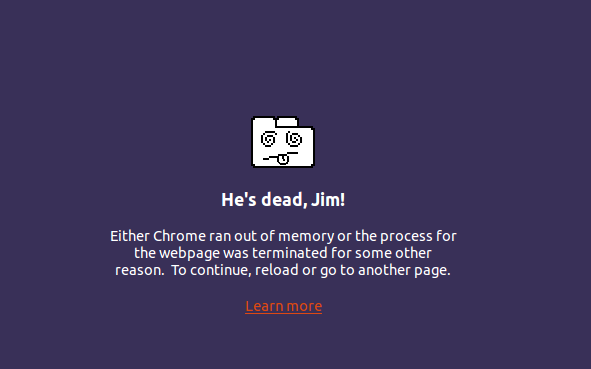 He's dead, Jim!
Either Chrome ran out of memory or the process for
the webpage was terminated for some other
reason.  To continue, reload or go to another page.
Learn more